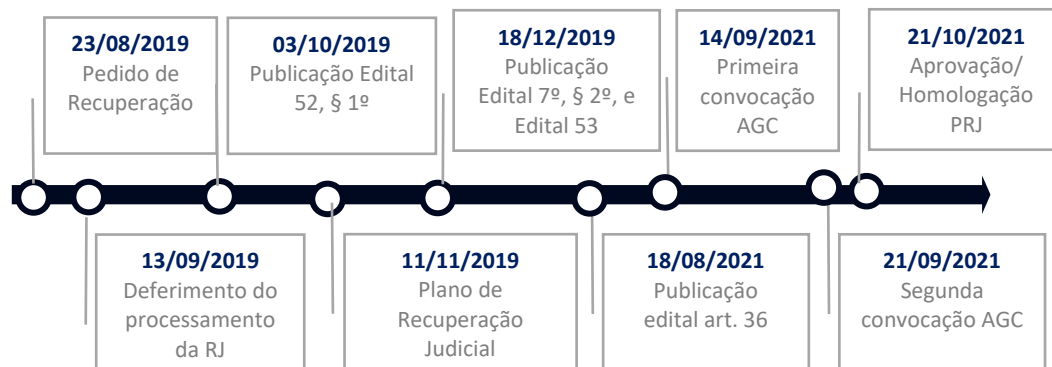 23/08/2019
Pedido de
Recuperação
03/10/2019
Publicação Edital
52, § 1º
18/12/2019
Publicação
Edital 7º, § 2º, e
Edital 53
14/09/2021
Primeira
convocação
AGC
21/10/2021
Aprovação/
Homologação
PRJ
13/09/2019
Deferimento do
processamento
da RJ
11/11/2019
Plano de
Recuperação
Judicial
18/08/2021
Publicação
edital art. 36
21/09/2021
Segunda
convocação AGC